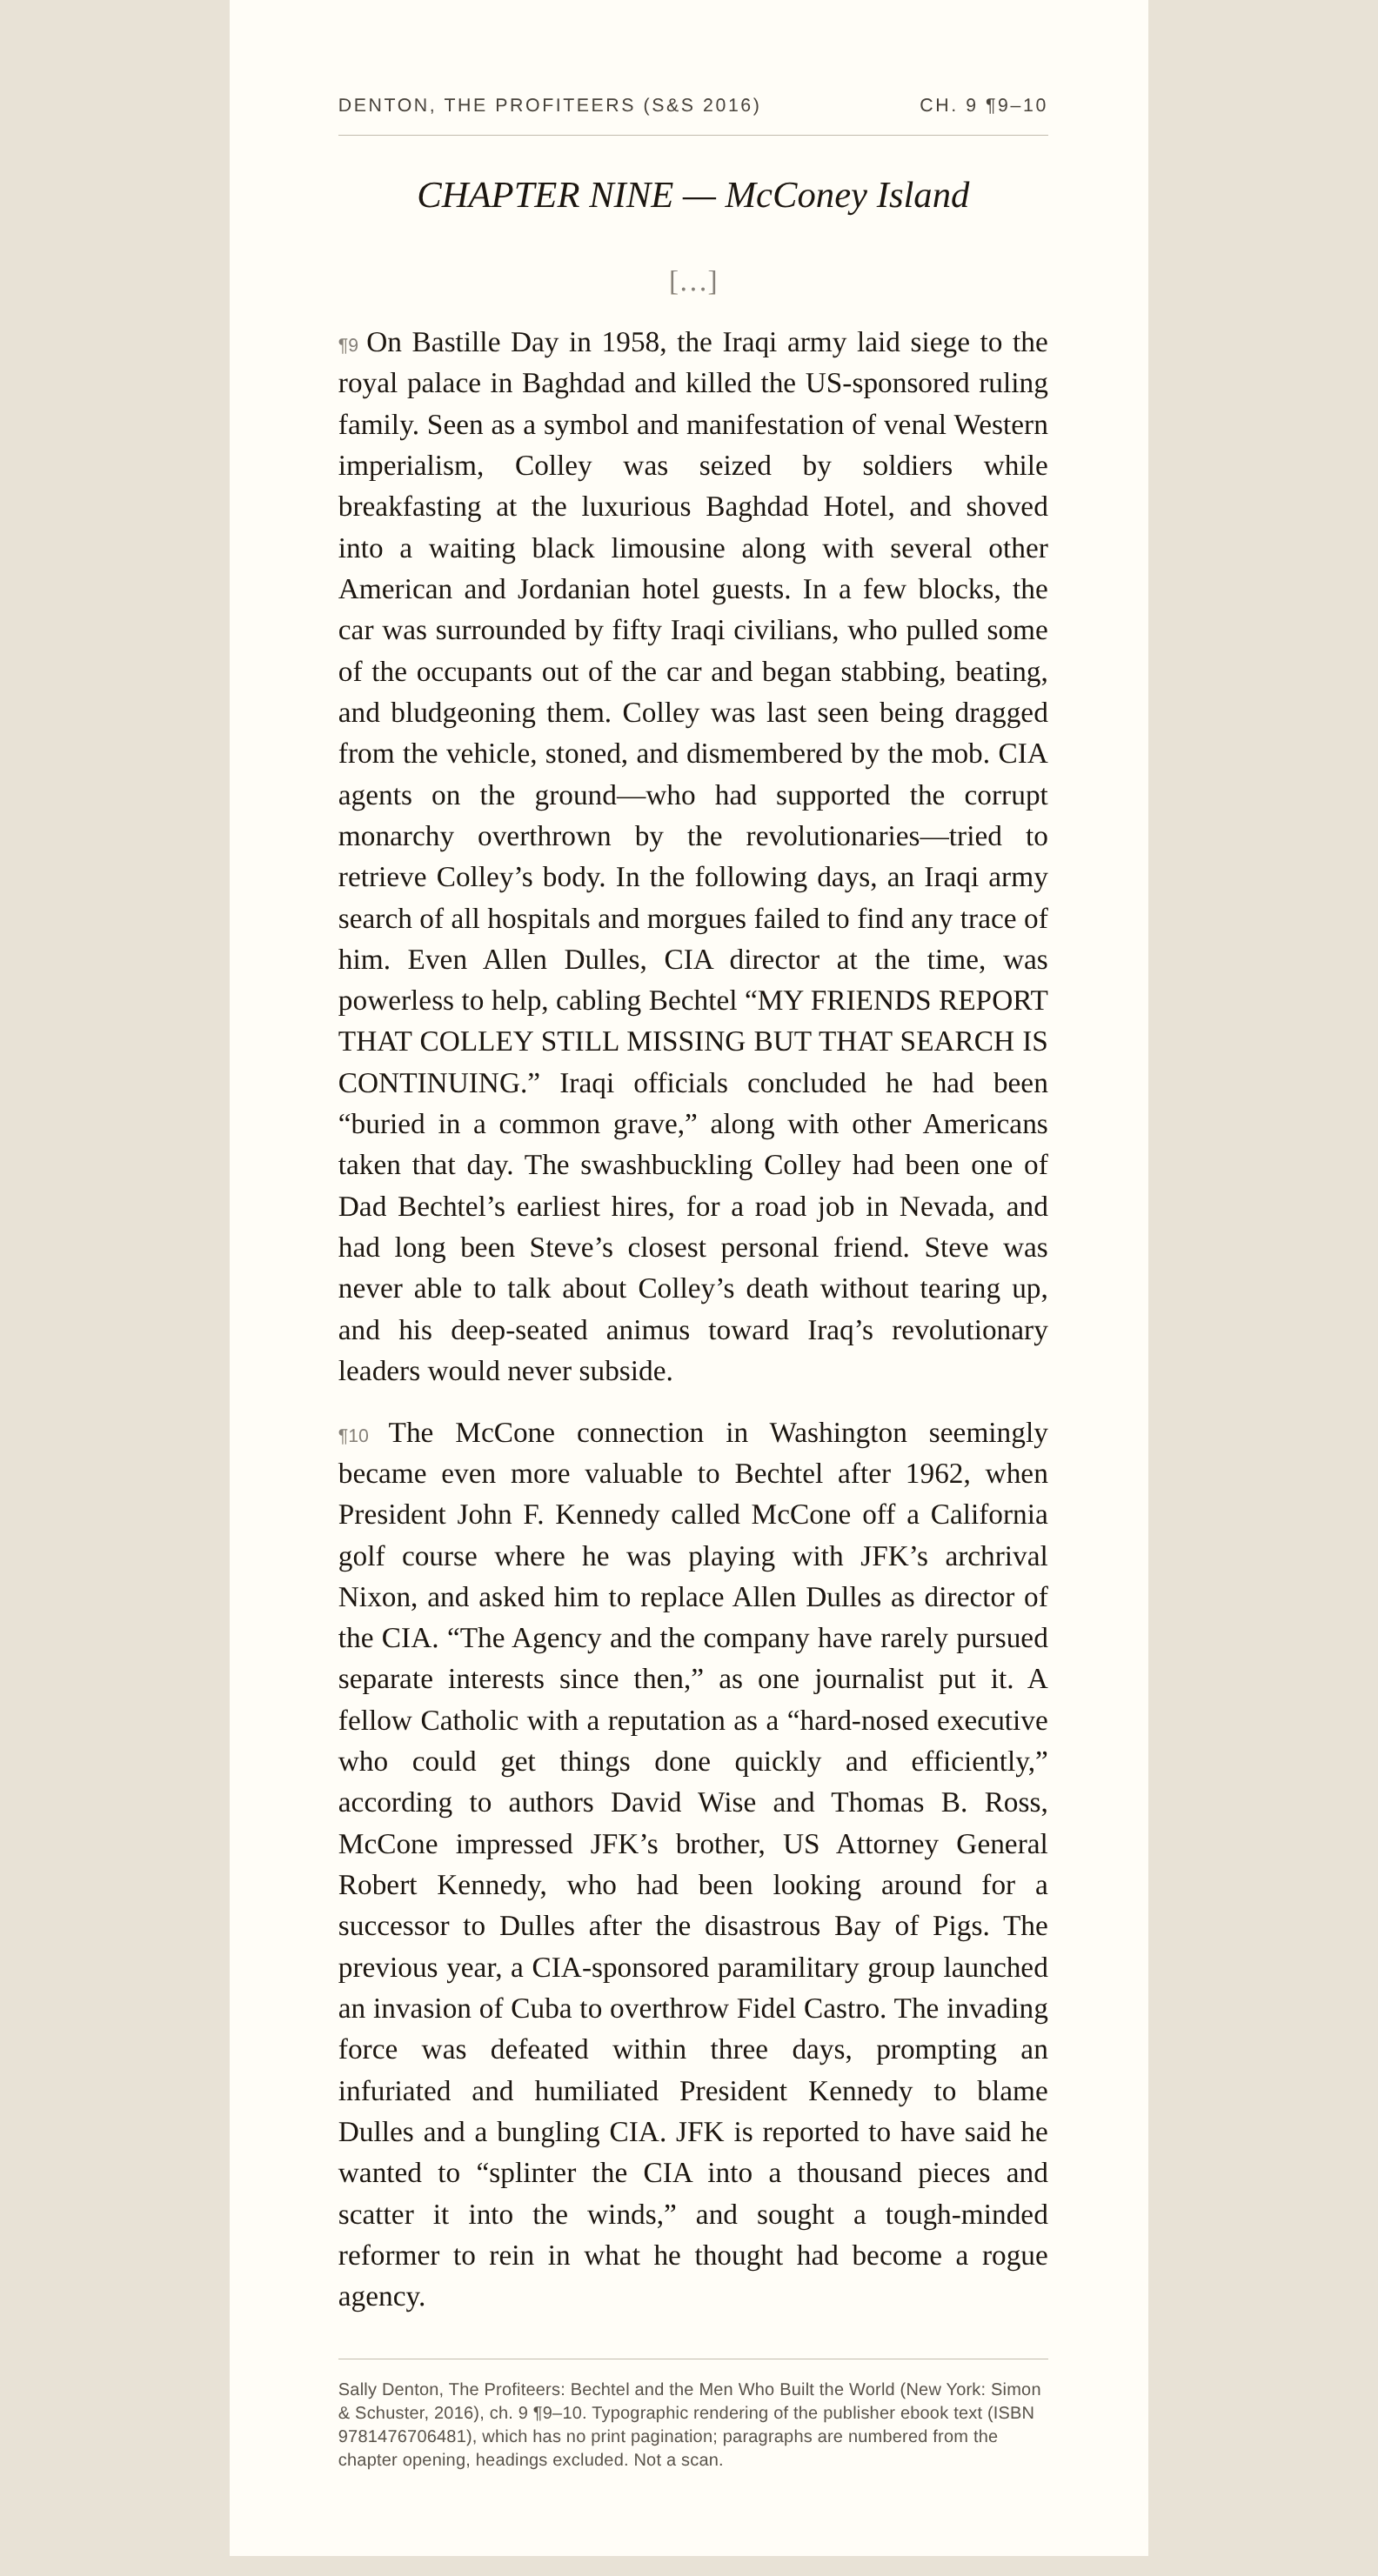 DENTON, THE PROFITEERS (S&S 2016) CH. 9 ¶9–10
CHAPTER NINE — McConey Island
[…]
¶9 On Bastille Day in 1958, the Iraqi army laid siege to the
royal palace in Baghdad and killed the US-sponsored ruling
family. Seen as a symbol and manifestation of venal Western
imperialism, Colley was seized by soldiers while
breakfasting at the luxurious Baghdad Hotel, and shoved
into a waiting black limousine along with several other
American and Jordanian hotel guests. In a few blocks, the
car was surrounded by fifty Iraqi civilians, who pulled some
of the occupants out of the car and began stabbing, beating,
and bludgeoning them. Colley was last seen being dragged
from the vehicle, stoned, and dismembered by the mob. CIA
agents on the ground—who had supported the corrupt
monarchy overthrown by the revolutionaries—tried to
retrieve Colley’s body. In the following days, an Iraqi army
search of all hospitals and morgues failed to find any trace of
him. Even Allen Dulles, CIA director at the time, was
powerless to help, cabling Bechtel “MY FRIENDS REPORT
THAT COLLEY STILL MISSING BUT THAT SEARCH IS
CONTINUING.” Iraqi officials concluded he had been
“buried in a common grave,” along with other Americans
taken that day. The swashbuckling Colley had been one of
Dad Bechtel’s earliest hires, for a road job in Nevada, and
had long been Steve’s closest personal friend. Steve was
never able to talk about Colley’s death without tearing up,
and his deep-seated animus toward Iraq’s revolutionary
leaders would never subside.
¶10 The McCone connection in Washington seemingly
became even more valuable to Bechtel after 1962, when
President John F. Kennedy called McCone off a California
golf course where he was playing with JFK’s archrival
Nixon, and asked him to replace Allen Dulles as director of
the CIA. “The Agency and the company have rarely pursued
separate interests since then,” as one journalist put it. A
fellow Catholic with a reputation as a “hard-nosed executive
who could get things done quickly and efficiently,”
according to authors David Wise and Thomas B. Ross,
McCone impressed JFK’s brother, US Attorney General
Robert Kennedy, who had been looking around for a
successor to Dulles after the disastrous Bay of Pigs. The
previous year, a CIA-sponsored paramilitary group launched
an invasion of Cuba to overthrow Fidel Castro. The invading
force was defeated within three days, prompting an
infuriated and humiliated President Kennedy to blame
Dulles and a bungling CIA. JFK is reported to have said he
wanted to “splinter the CIA into a thousand pieces and
scatter it into the winds,” and sought a tough-minded
reformer to rein in what he thought had become a rogue
agency.
Sally Denton, The Profiteers: Bechtel and the Men Who Built the World (New York: Simon
& Schuster, 2016), ch. 9 ¶9–10. Typographic rendering of the publisher ebook text (ISBN
9781476706481), which has no print pagination; paragraphs are numbered from the
chapter opening, headings excluded. Not a scan.